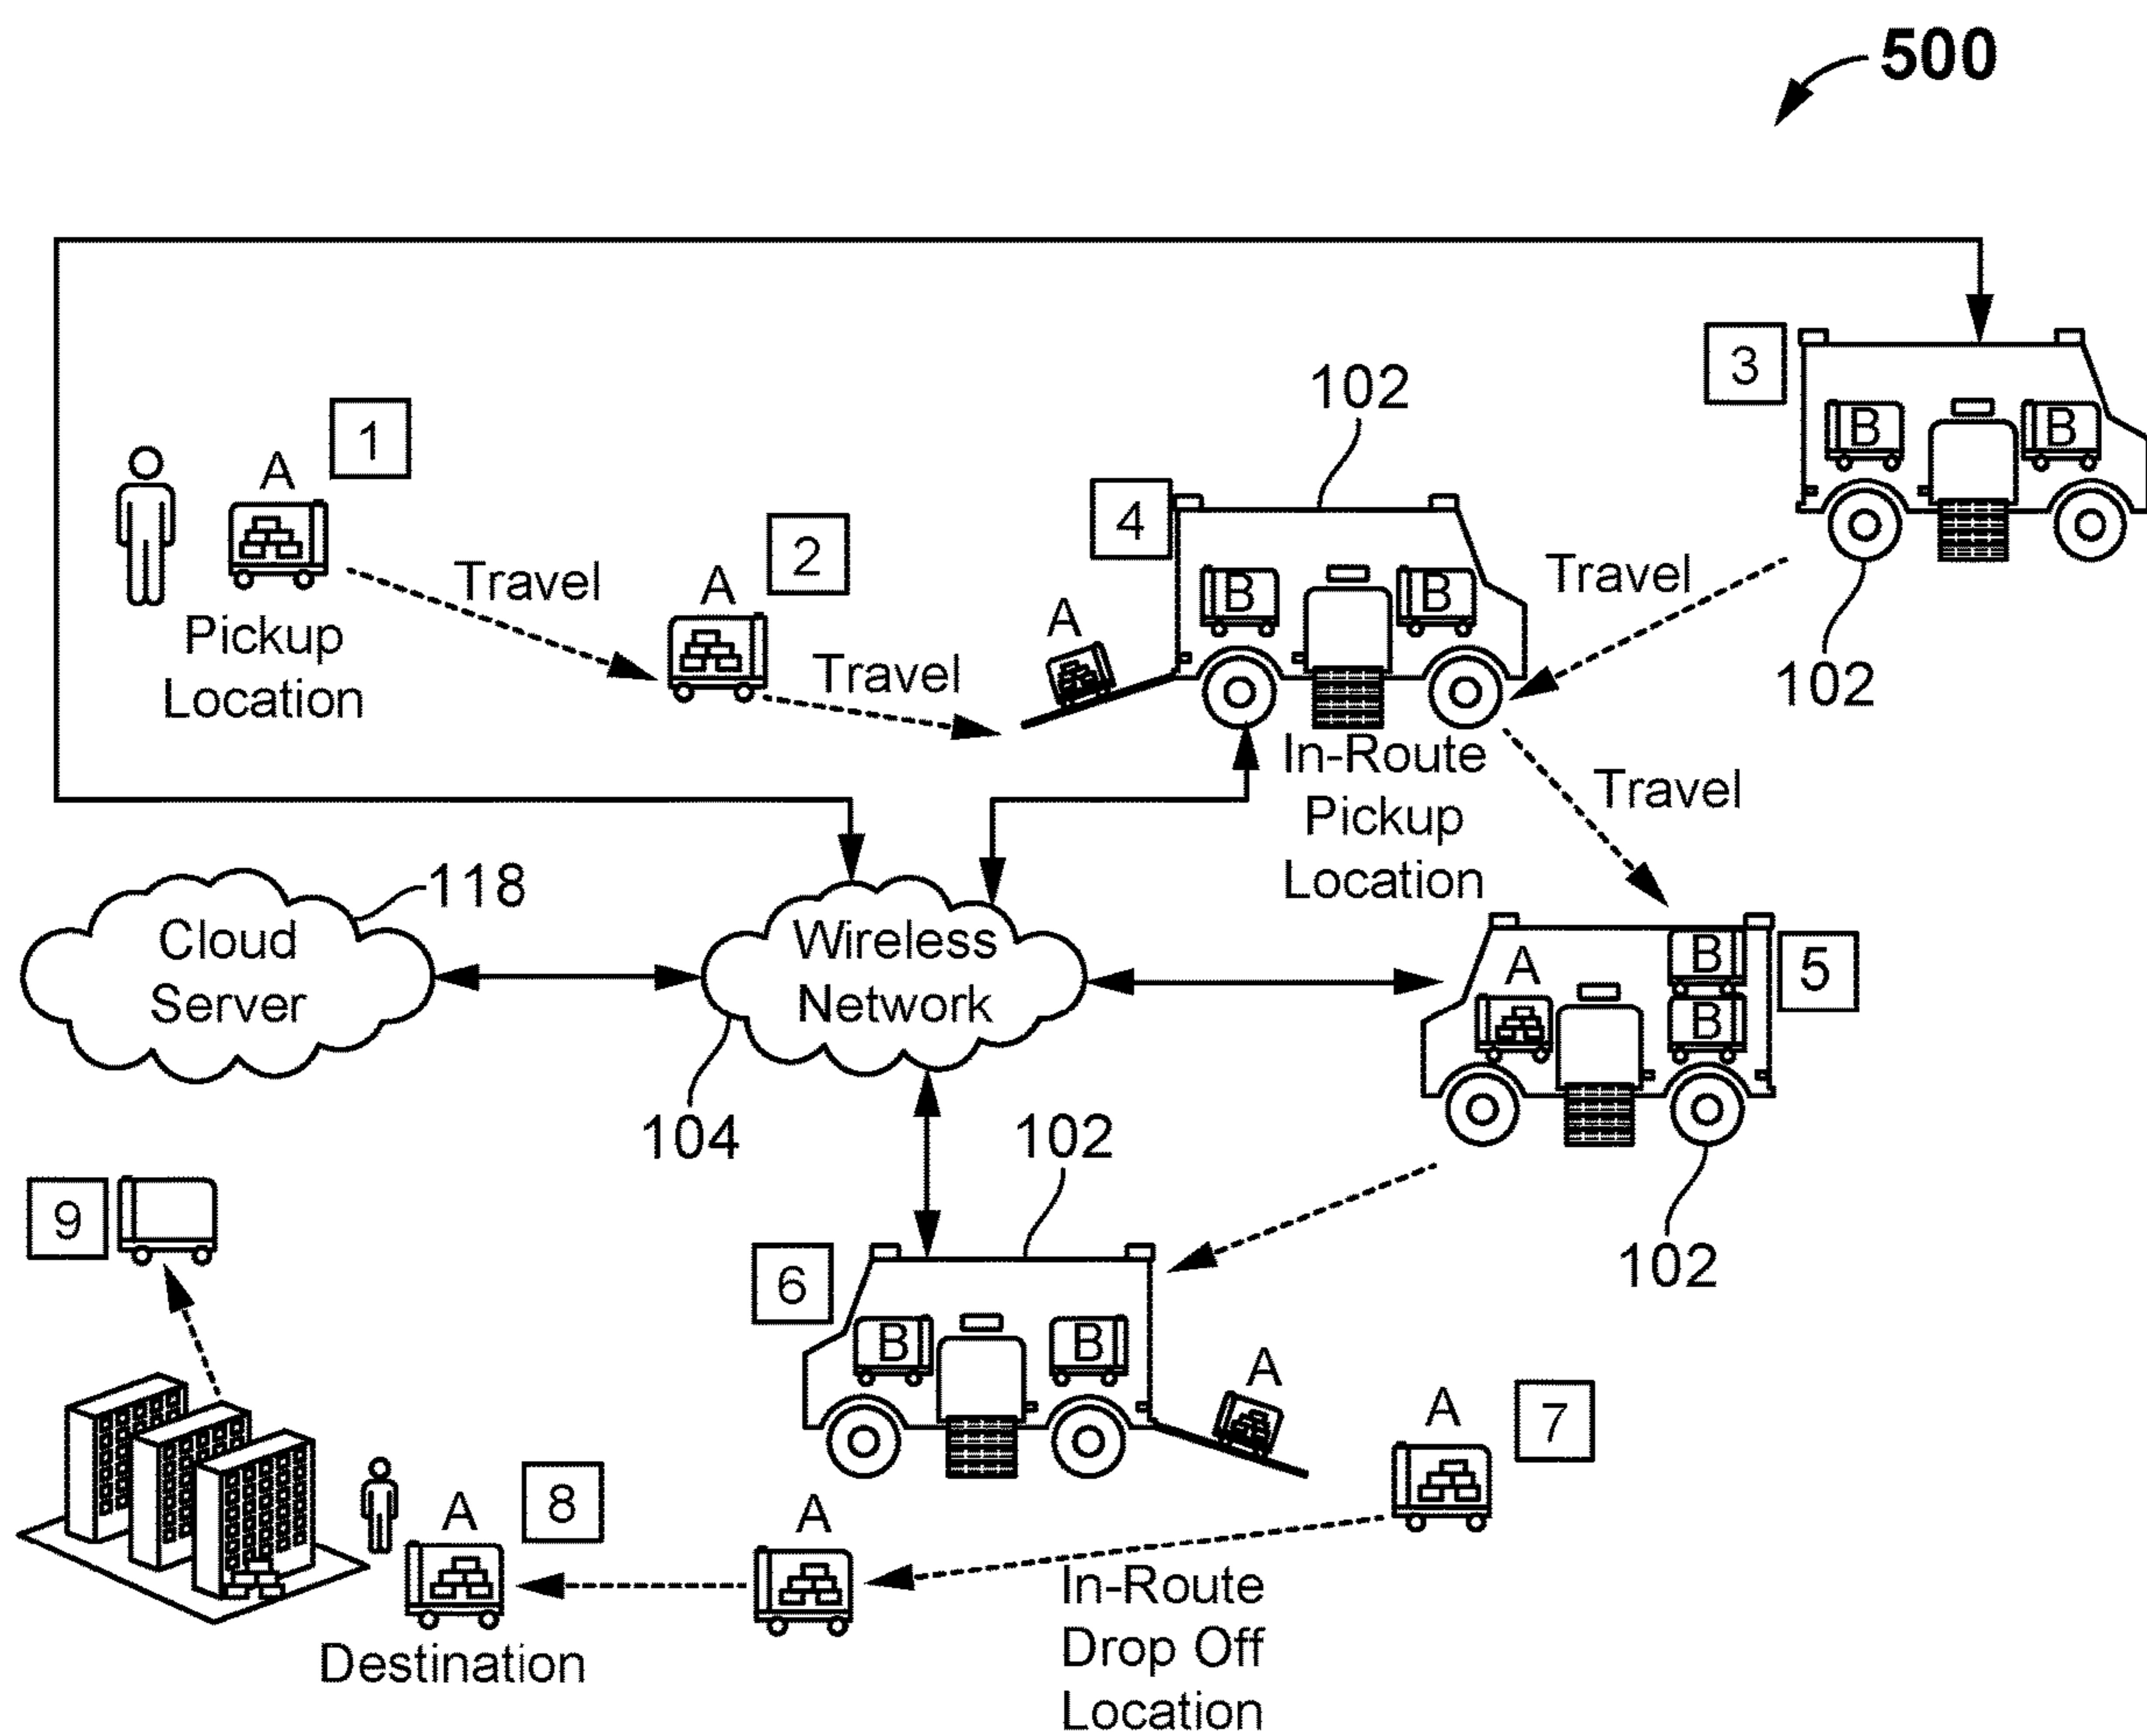 500
3
B
B
102
102
4
B
B
A
1
A
Pickup
Location
Travel
2
A
Travel
Travel
In-Route
Pickup
Location
Travel
118
Cloud
Server
Wireless
Network
104
A
B
B
5
102
102
6
B
B
A
9
A
7
A
8
A
Destination
In-Route
Drop Off
Location